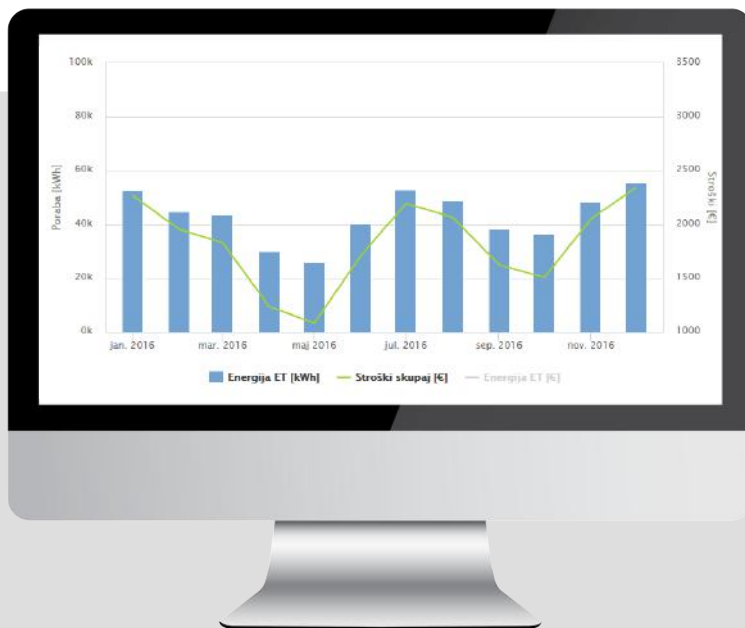 100k
80k
60k
40k
20k
0k
Poraba [kWh]
3500
3000
2500
2000
1500
1000
Stroški [€]
jan. 2016
mar. 2016
maj 2016
jul. 2016
sep. 2016
nov. 2016
Energija ET [kWh]
Stroški skupaj [€]
Energija ET [€]